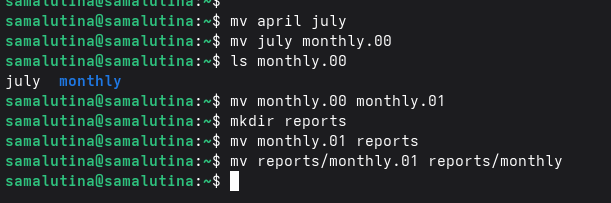 samalutina@samalutina:~$
samalutina@samalutina:~$ mv april july
samalutina@samalutina:~$ mv july monthly.00
samalutina@samalutina:~$ ls monthly.00
july  monthly
samalutina@samalutina:~$ mv monthly.00 monthly.01
samalutina@samalutina:~$ mkdir reports
samalutina@samalutina:~$ mv monthly.01 reports
samalutina@samalutina:~$ mv reports/monthly.01 reports/monthly
samalutina@samalutina:~$